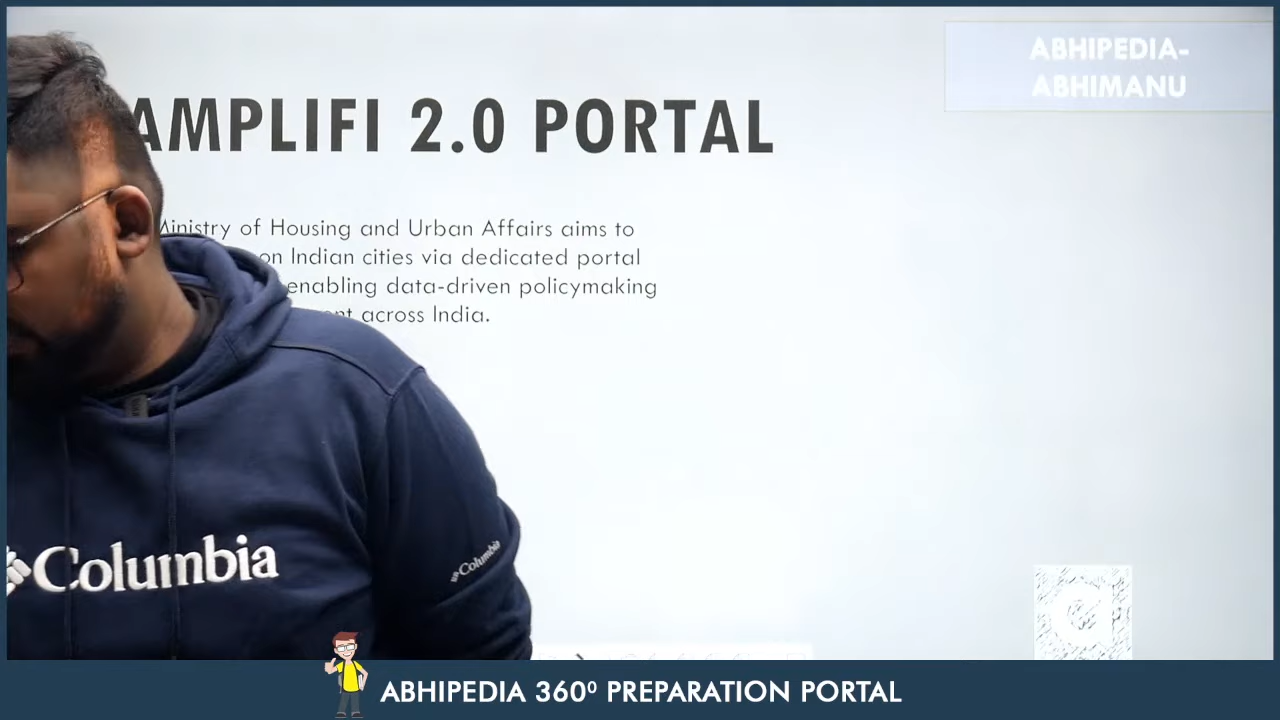 ABHIPEDIA-
ABHIMANU
AMPLIFI 2.0 PORTAL
Ministry of Housing and Urban Affairs aims to
on Indian cities via dedicated portal
enabling data-driven policymaking
across India.
Columbia
Columbia
ABHIPEDIA 360⁰ PREPARATION PORTAL